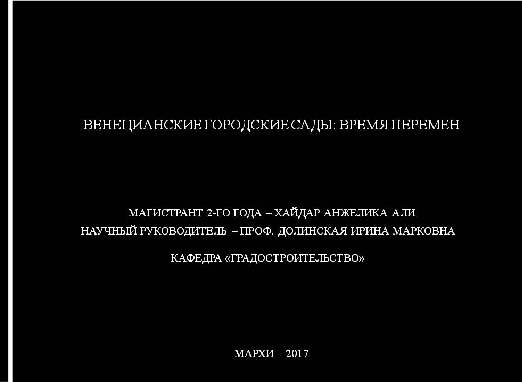 ВЕНЕЦИАНСКИЕ ГОРОДСКИЕ САДЫ: ВРЕМЯ ПЕРЕМЕН
МАГИСТРАНТ 2-ГО ГОДА – ХАЙДАР АНЖЕЛИКА АЛИ
НАУЧНЫЙ РУКОВОДИТЕЛЬ – ПРОФ. ДОЛИНСКАЯ ИРИНА МАРКОВНА
КАФЕДРА «ГРАДОСТРОИТЕЛЬСТВО»
МАРХИ - 2017